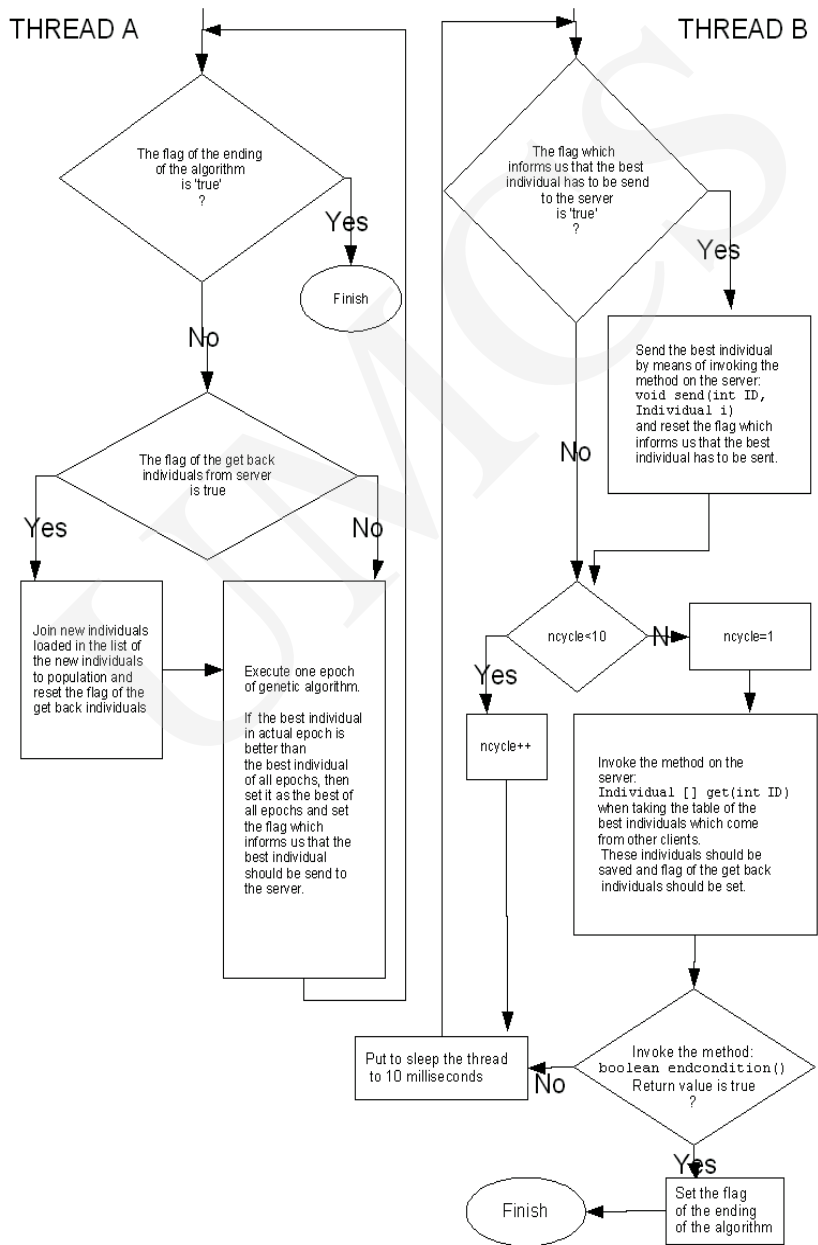 THREAD A
The flag of the ending
of the algorithm
is 'true'
?
Yes
Finish
No
The flag of the get back
individuals from server
is true
Yes
No
Join new individuals
loaded in the list of
the new individuals
to population and
reset the flag of the
get back individuals
Execute one epoch
of genetic algorithm.
If the best individual
in actual epoch is
better than
the best individual
of all epochs, then
set it as the best of
all epochs and set
the flag which
informs us that the
best individual
should be send to
the server.
THREAD B
The flag which
informs us that the best
individual has to be send
to the server
is 'true'
?
Yes
Send the best individual
by means of invoking the
method on the server:
void send(int ID,
Individual i)
and reset the flag which
informs us that the best
individual has to be sent.
No
ncycle<10
N
ncycle=1
Yes
ncycle++
Invoke the method on the
server:
Individual [] get(int ID)
when taking the table of the
best individuals which come
from other clients.
These individuals should be
saved and flag of the get back
individuals should be set.
Invoke the method:
boolean endcondition()
Return value is true
?
No
Put to sleep the thread
to 10 milliseconds
Yes
Set the flag
of the ending
of the algorithm
Finish
UMCS